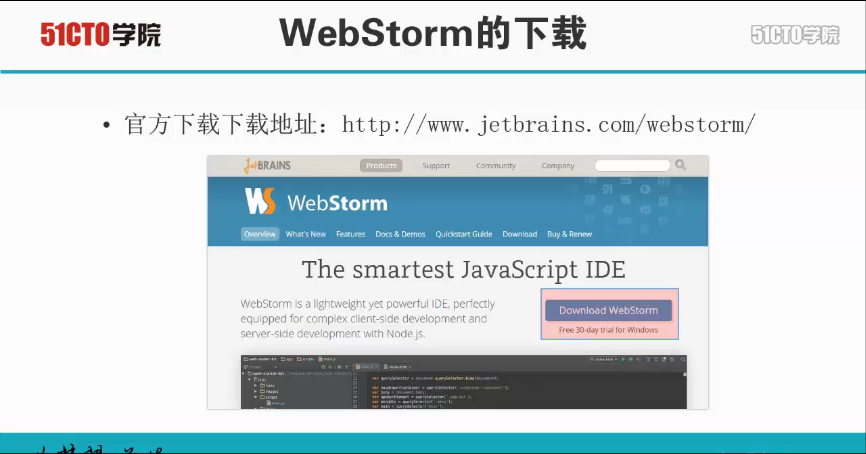 51CTO学院
WebStorm的下载
51CTO学院
• 官方下载下载地址：http://www.jetbrains.com/webstorm/
JETBRAINS Products Support Community Company
WS WebStorm
Overview What's New Features Docs & Demos Quickstart Guide Download Buy & Renew
The smartest JavaScript IDE
WebStorm is a lightweight yet powerful IDE, perfectly
equipped for complex client-side development and
server-side development with Node.js.
Download WebStorm
Free 30-day trial for Windows